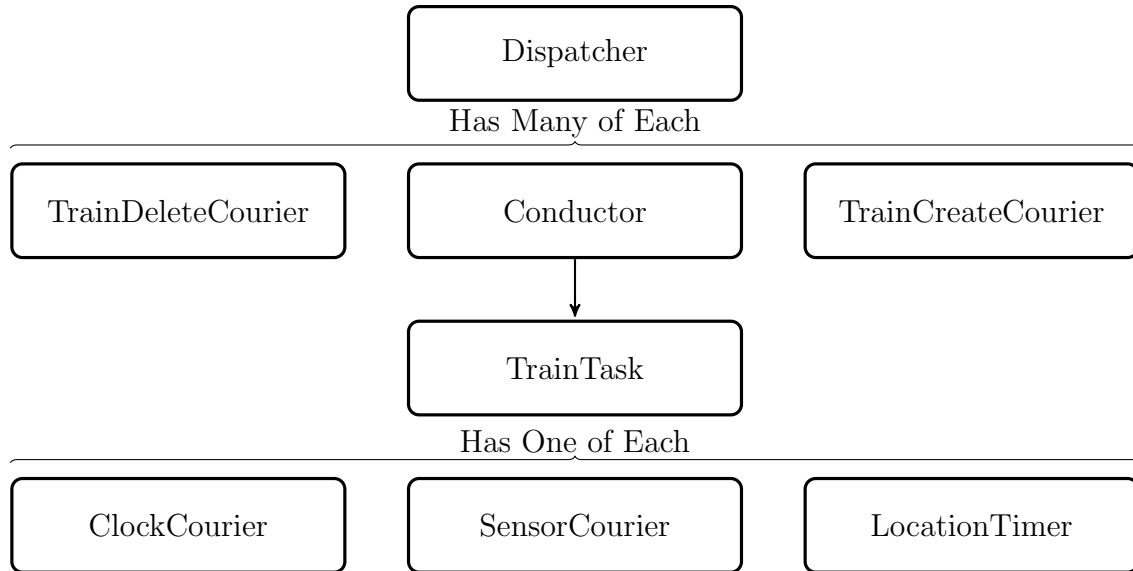 Dispatcher
Has Many of Each
TrainDeleteCourier
Conductor
TrainCreateCourier
TrainTask
Has One of Each
ClockCourier
SensorCourier
LocationTimer